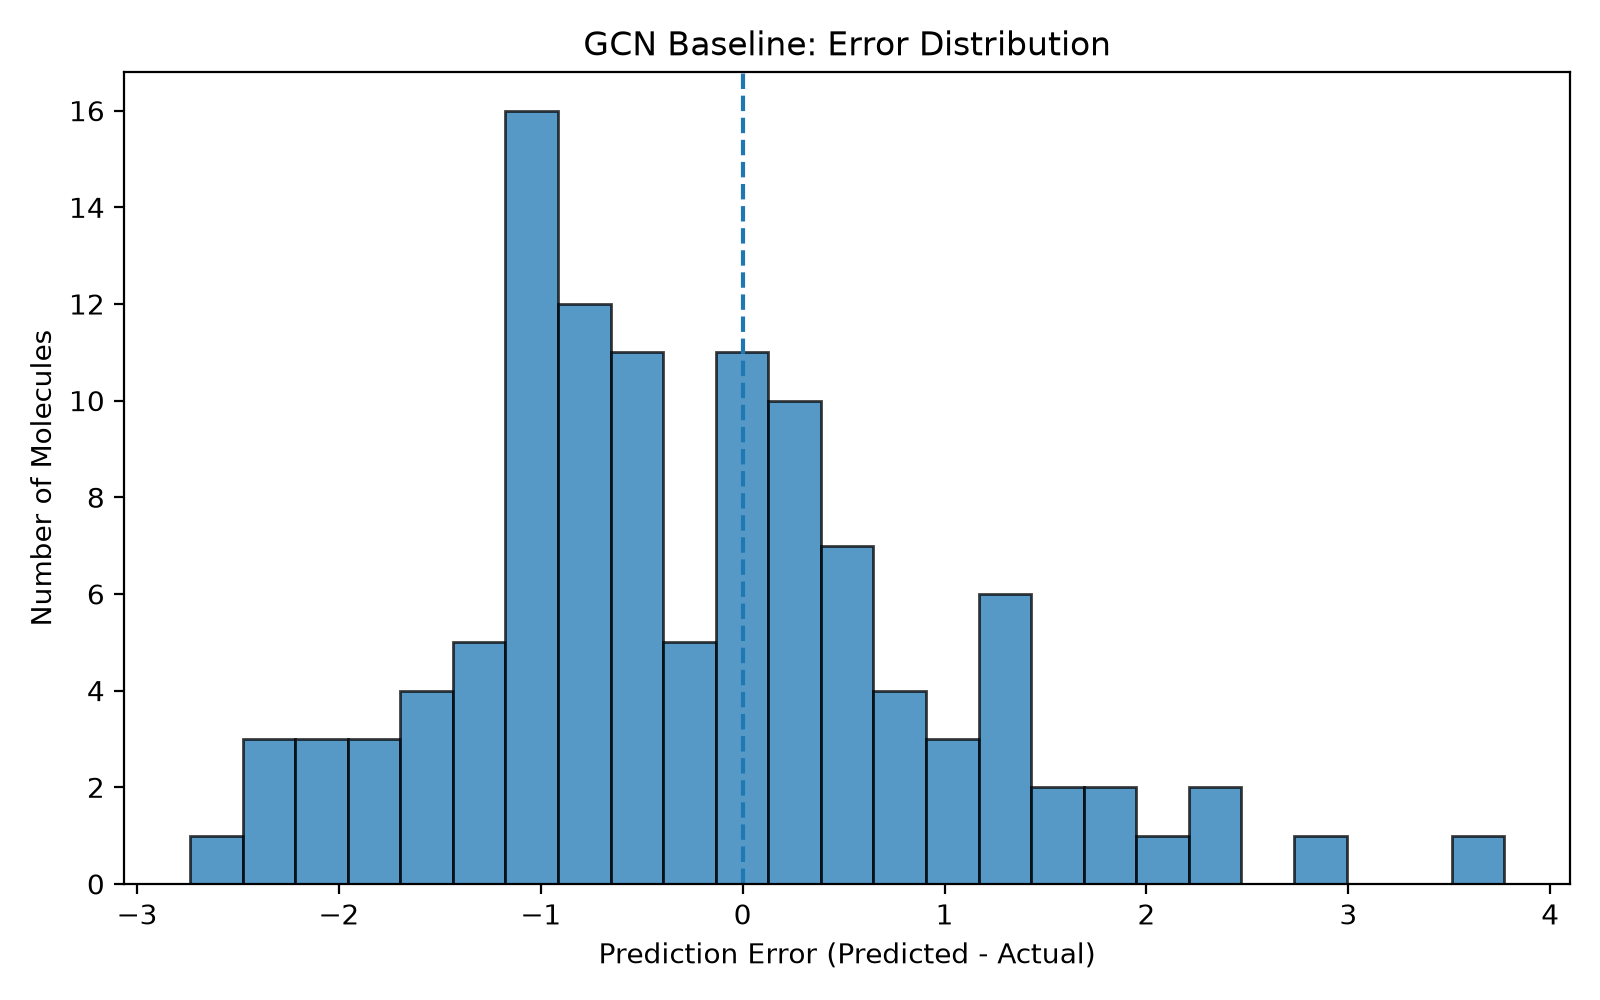 GCN Baseline: Error Distribution
Number of Molecules
16
14
12
10
8
6
4
2
0
−3 −2 −1 0 1 2 3 4
Prediction Error (Predicted - Actual)